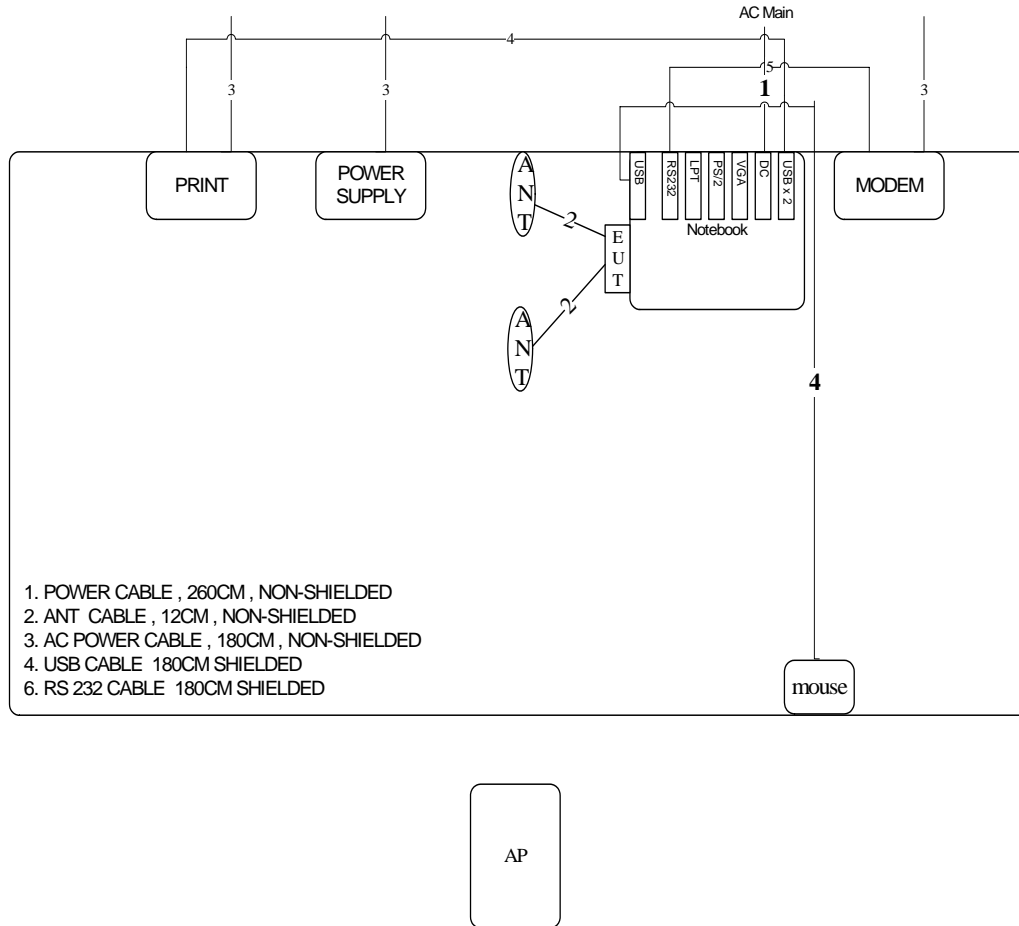 AC Main
4
5
3
3
1
3
PRINT
POWER
SUPPLY
A
N
T
USB
RS232
LPT
PS/2
VGA
DC
USB x 2
MODEM
Notebook
2
E
U
T
2
A
N
T
4
1. POWER CABLE , 260CM , NON-SHIELDED
2. ANT CABLE , 12CM , NON-SHIELDED
3. AC POWER CABLE , 180CM , NON-SHIELDED
4. USB CABLE 180CM SHIELDED
6. RS 232 CABLE 180CM SHIELDED
mouse
AP